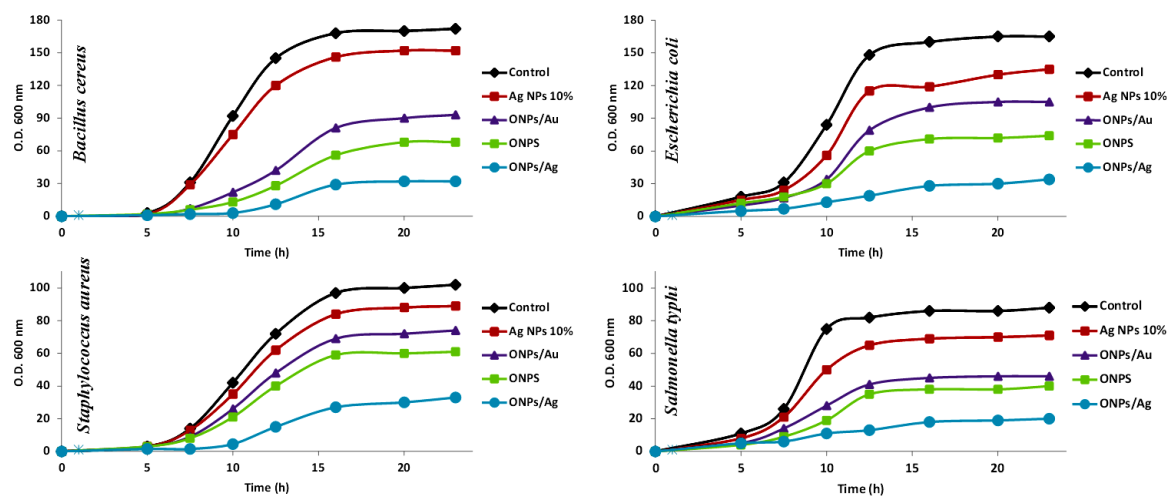 180
150
120
90
60
30
0
O.D. 600 nm
Bacillus cereus
0 5 10 15 20
Time (h)
Control
Ag NPs 10%
ONPs/Au
ONPS
ONPs/Ag
180
150
120
90
60
30
0
O.D. 600 nm
Escherichia coli
0 5 10 15 20
Time (h)
Control
Ag NPs 10%
ONPs/Au
ONPS
ONPs/Ag
100
80
60
40
20
0
O.D. 600 nm
Staphylococcus aureus
0 5 10 15 20
Time (h)
Control
Ag NPs 10%
ONPs/Au
ONPS
ONPs/Ag
100
80
60
40
20
0
O.D. 600 nm
Salmonella typhi
0 5 10 15 20
Time (h)
Control
Ag NPs 10%
ONPs/Au
ONPS
ONPs/Ag